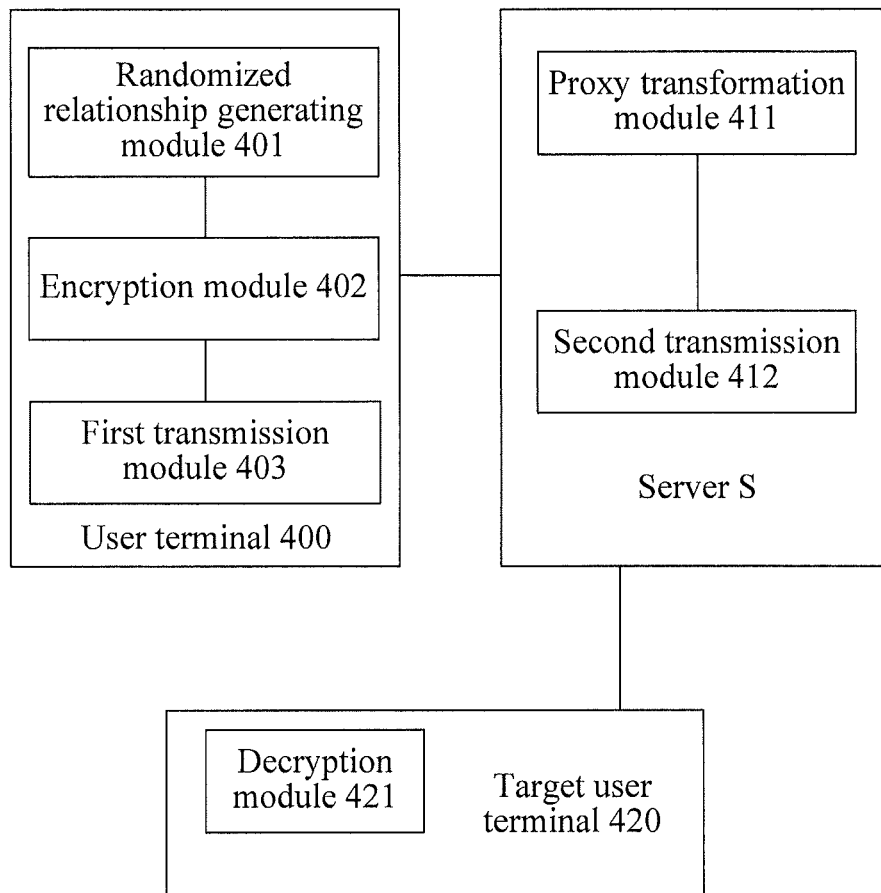 Randomized
relationship generating
module 401
Encryption module 402
First transmission
module 403
User terminal 400
Proxy transformation
module 411
Second transmission
module 412
Server S
Decryption
module 421
Target user
terminal 420